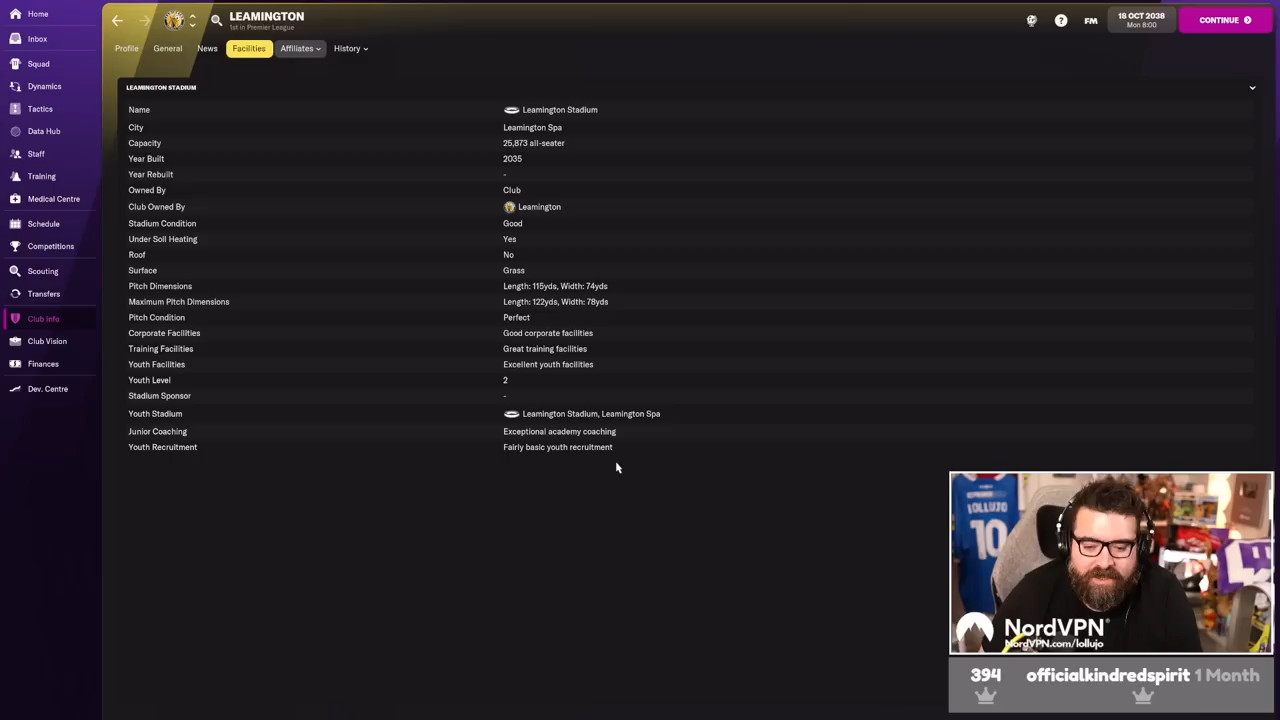 Home
LEAMINGTON
1st in Premier League
FM
18 OCT 2038
Mon 8:00
CONTINUE
Inbox
Profile
General
News
Facilities
Affiliates
History
Squad
Dynamics
Tactics
Data Hub
Staff
Training
Medical Centre
Schedule
Competitions
Scouting
Transfers
Club Info
Club Vision
Finances
Dev. Centre
LEAMINGTON STADIUM
Name Leamington Stadium
City Leamington Spa
Capacity 25,873 all-seater
Year Built 2035
Year Rebuilt -
Owned By Club
Club Owned By Leamington
Stadium Condition Good
Under Soil Heating Yes
Roof No
Surface Grass
Pitch Dimensions Length: 115yds, Width: 74yds
Maximum Pitch Dimensions Length: 122yds, Width: 78yds
Pitch Condition Perfect
Corporate Facilities Good corporate facilities
Training Facilities Great training facilities
Youth Facilities Excellent youth facilities
Youth Level 2
Stadium Sponsor -
Youth Stadium Leamington Stadium, Leamington Spa
Junior Coaching Exceptional academy coaching
Youth Recruitment Fairly basic youth recruitment
LOLLUJO
10
NordVPN®
NordVPN.com/lollujo
394 officialkindredspirit 1 Month